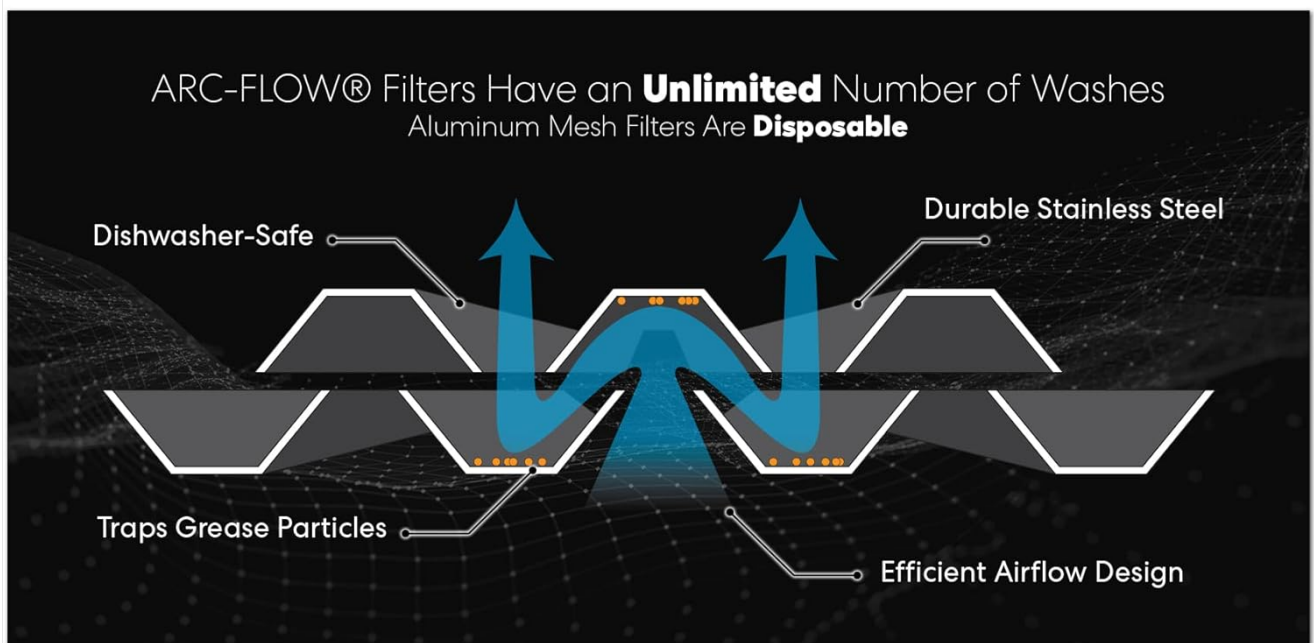 ARC-FLOW® Filters Have an Unlimited Number of Washes
Aluminum Mesh Filters Are Disposable
Durable Stainless Steel
Dishwasher-Safe
Traps Grease Particles
Efficient Airflow Design